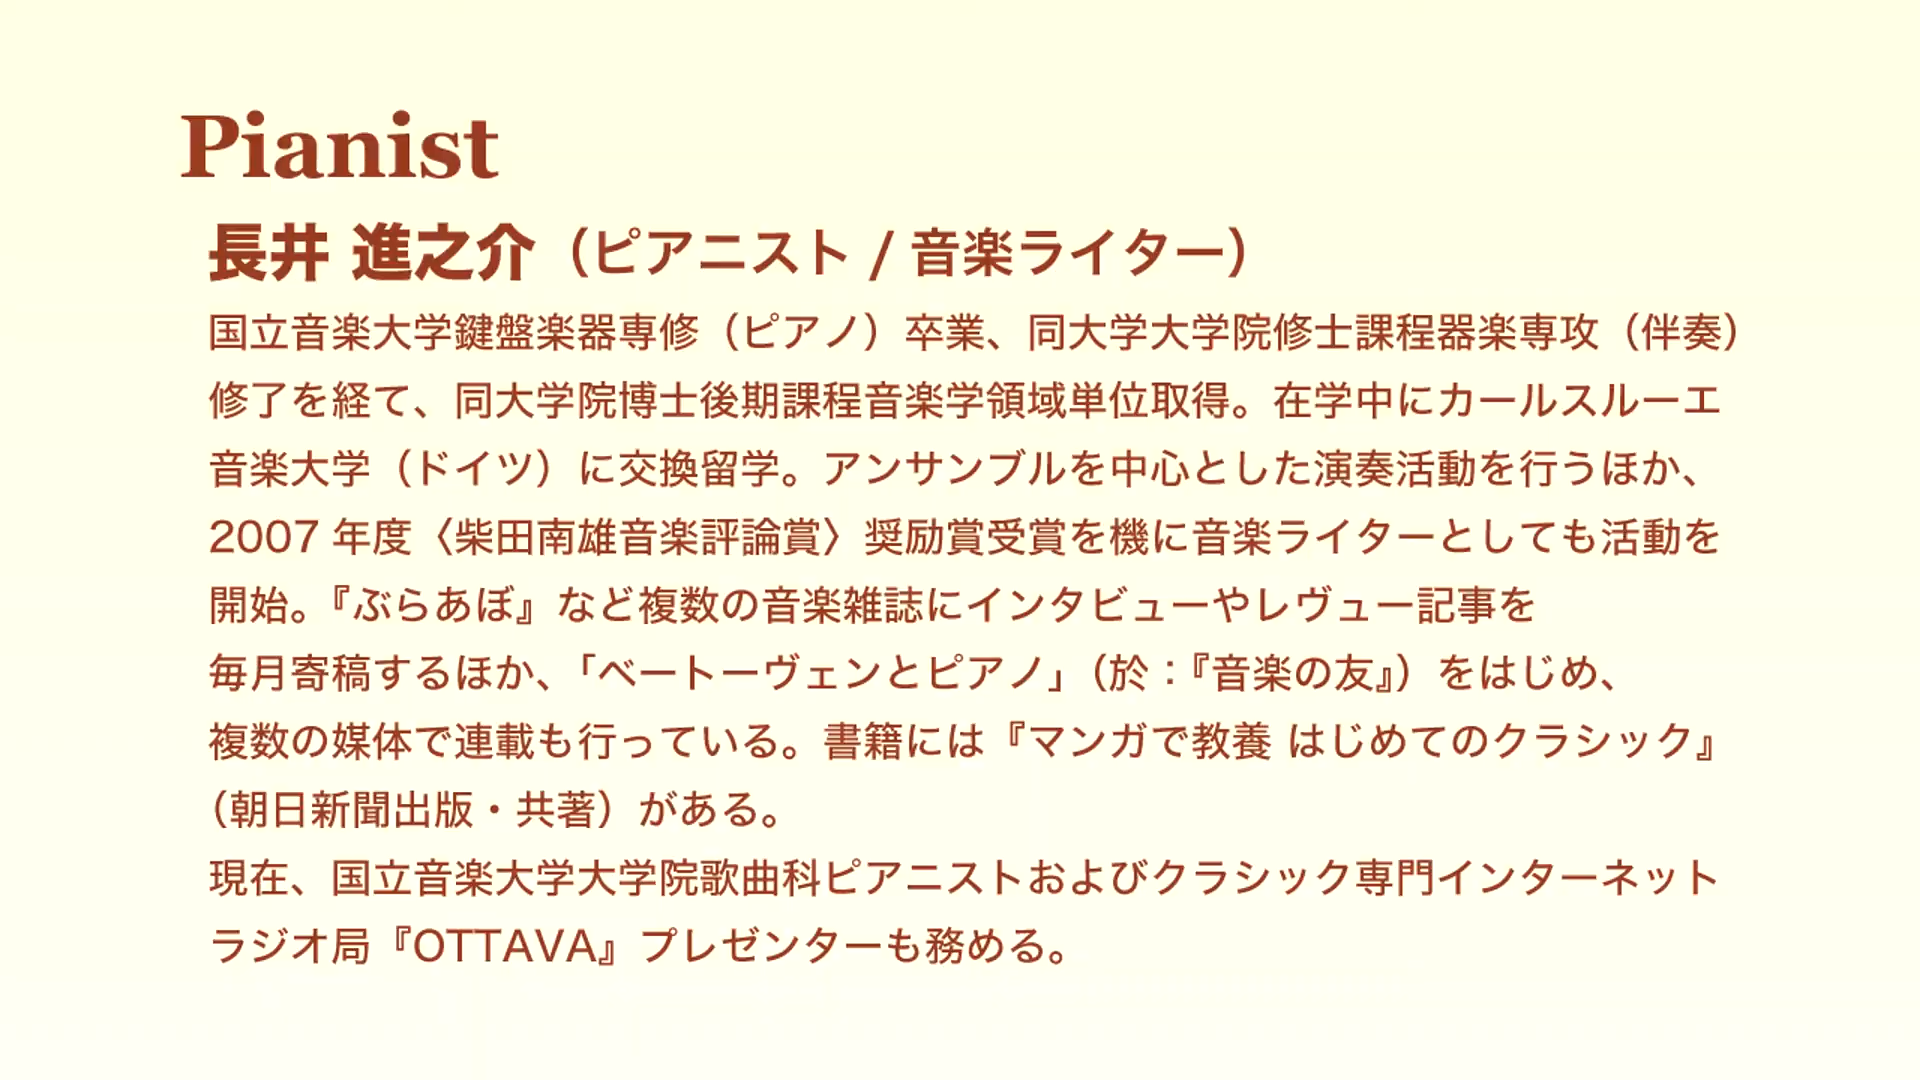 Pianist
長井 進之介（ピアニスト / 音楽ライター）
国立音楽大学鍵盤楽器専修（ピアノ）卒業、同大学大学院修士課程器楽専攻（伴奏）
修了を経て、同大学院博士後期課程音楽学領域単位取得。在学中にカールスルーエ
音楽大学（ドイツ）に交換留学。アンサンブルを中心とした演奏活動を行うほか、
2007 年度〈柴田南雄音楽評論賞〉奨励賞受賞を機に音楽ライターとしても活動を
開始。『ぶらあぼ』など複数の音楽雑誌にインタビューやレヴュー記事を
毎月寄稿するほか、「ベートーヴェンとピアノ」（於：『音楽の友』）をはじめ、
複数の媒体で連載も行っている。書籍には『マンガで教養 はじめてのクラシック』
（朝日新聞出版・共著）がある。
現在、国立音楽大学大学院歌曲科ピアニストおよびクラシック専門インターネット
ラジオ局『OTTAVA』プレゼンターも務める。